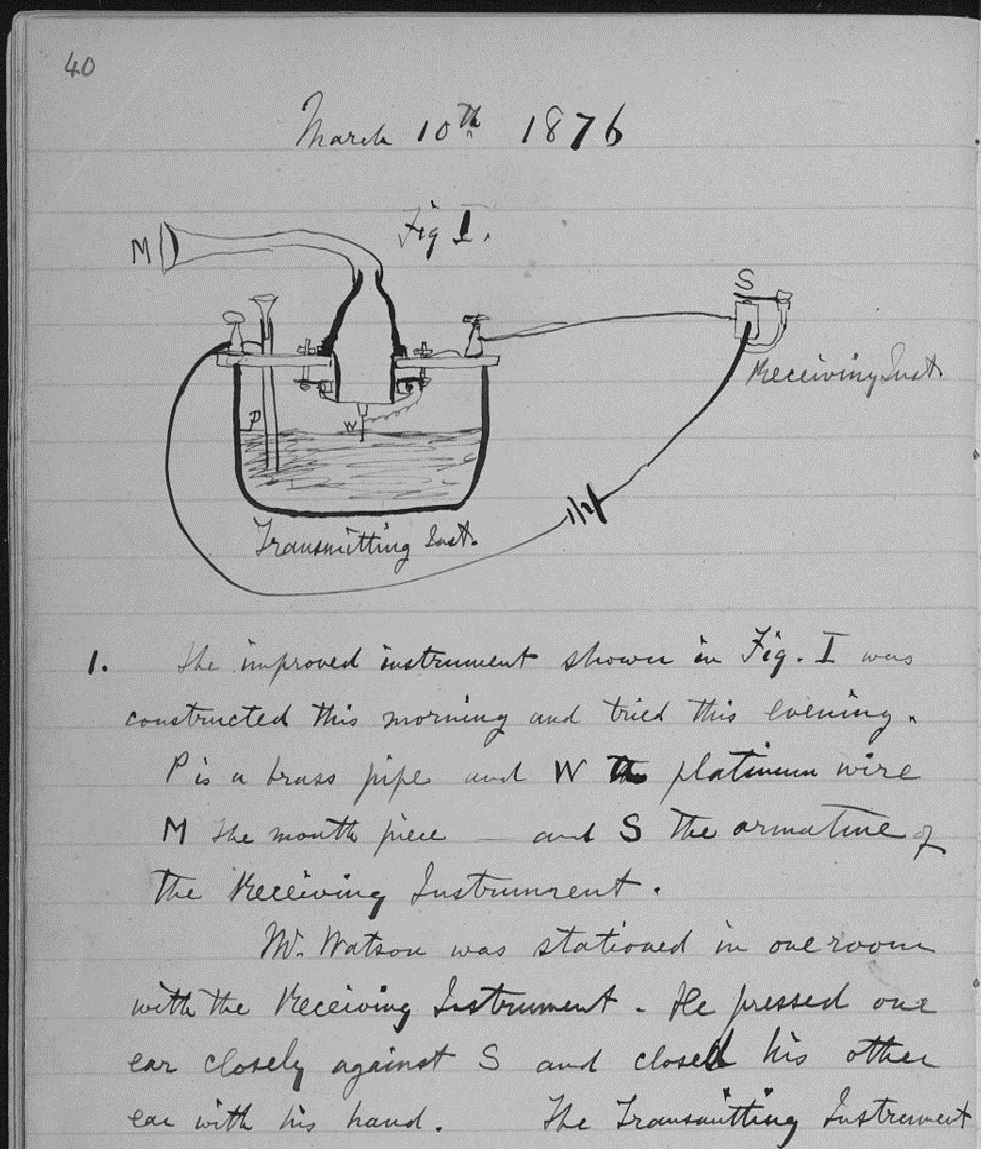 40
March 10th 1876
Fig I.
M
S
Receiving Inst.
P
W
Transmitting Inst.
1. The improved instrument shown in Fig. I was
constructed this morning and tried this evening.
P is a brass pipe and W the platinum wire
M the mouth piece — and S the armature of
the Receiving Instrument.
Mr. Watson was stationed in one room
with the Receiving Instrument. He pressed one
ear closely against S and closed his other
ear with his hand. The Transmitting Instrument